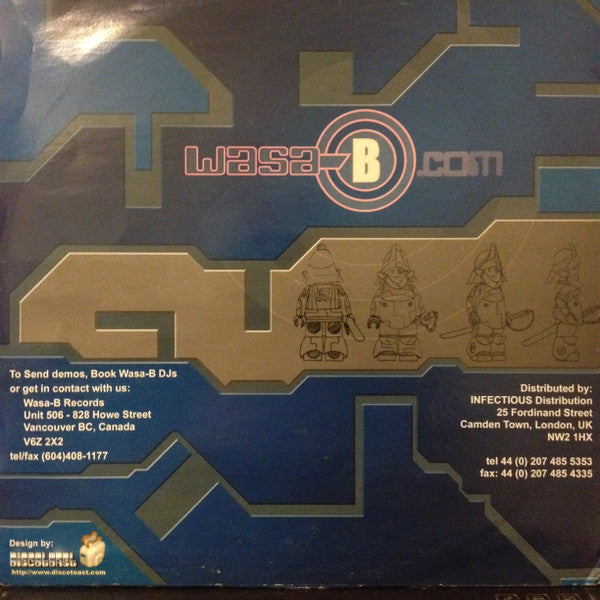 wasa-B.com
To Send demos, Book Wasa-B DJs
or get in contact with us:
Wasa-B Records
Unit 506 - 828 Howe Street
Vancouver BC, Canada
V6Z 2X2
tel/fax (604)408-1177
Distributed by:
INFECTIOUS Distribution
25 Fordinand Street
Camden Town, London, UK
NW2 1HX
tel 44 (0) 207 485 5353
fax: 44 (0) 207 485 4335
Design by:
DISCOTOAST
http://www.discotoast.com